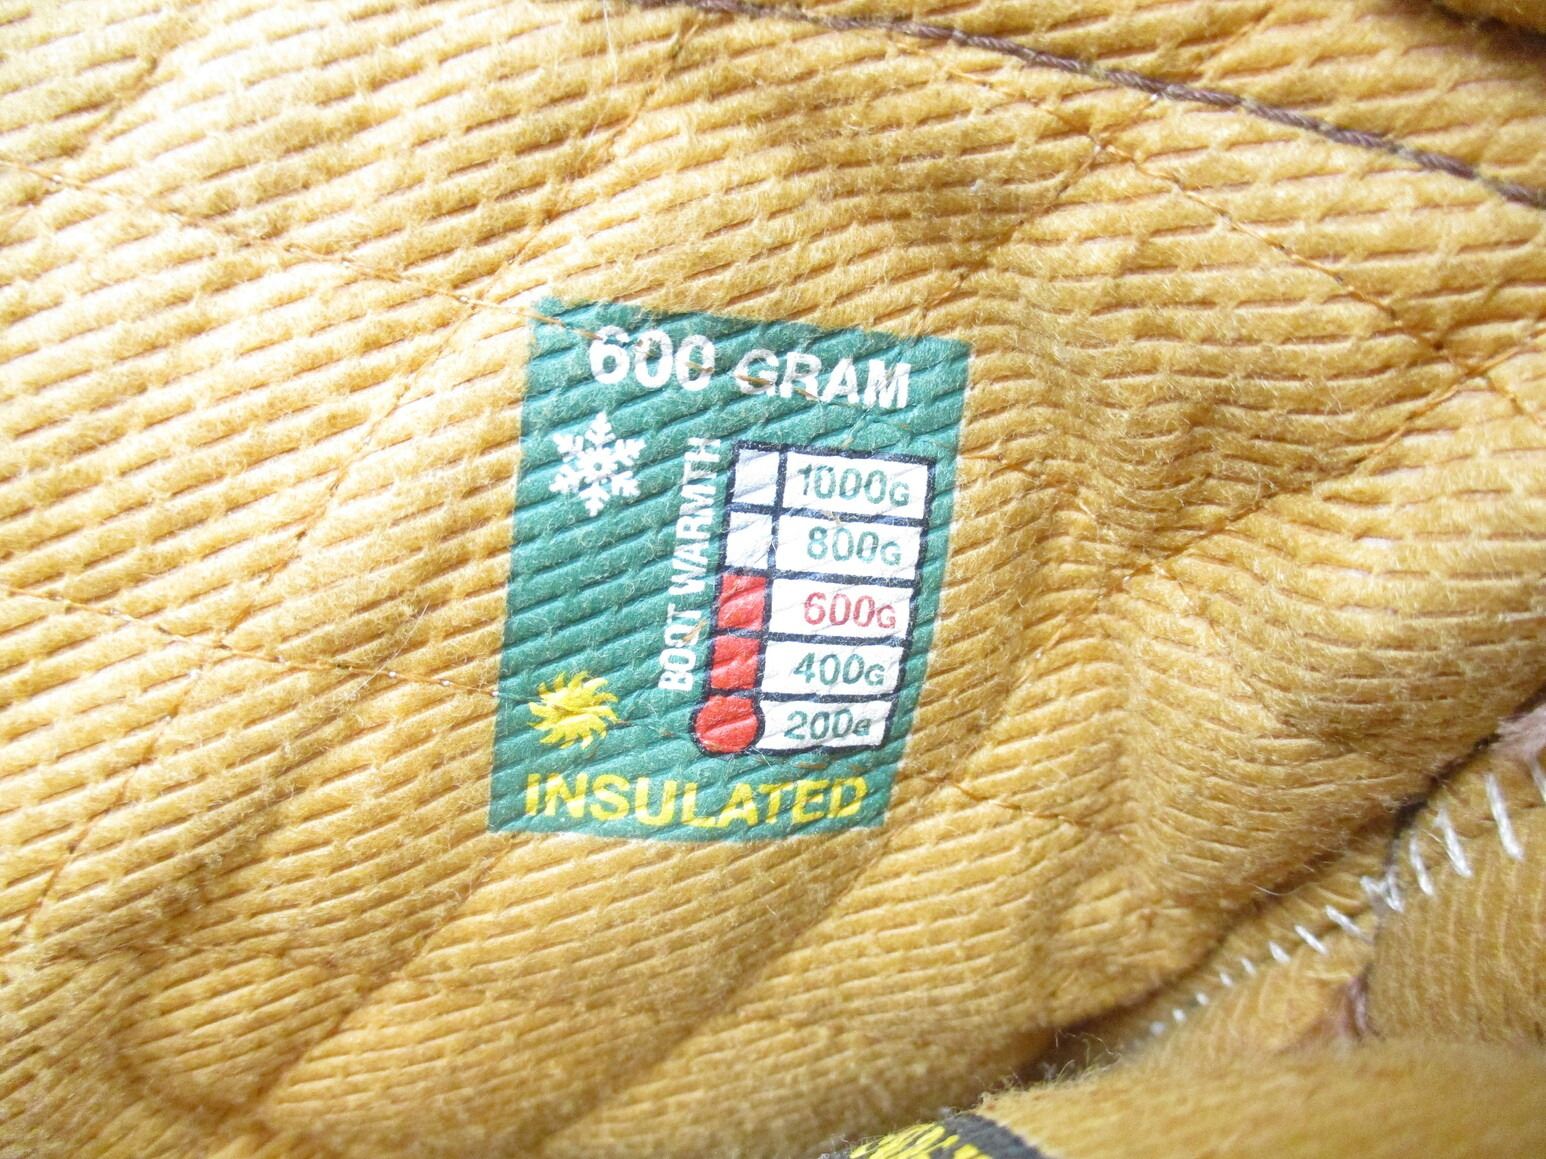 600 GRAM
BOOT WARMTH
1000G
800G
600G
400G
200G
INSULATED